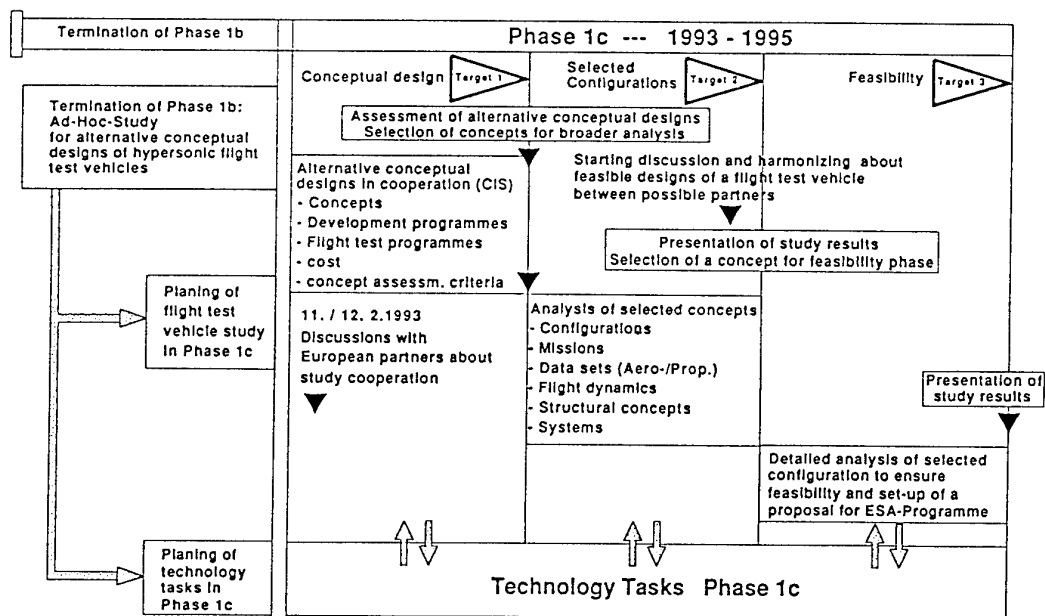 Termination of Phase 1b
Phase 1c --- 1993 - 1995
Conceptual design
Target 1
Selected
Configurations
Target 2
Feasibility
Target 3
Termination of Phase 1b:
Ad-Hoc-Study
for alternative conceptual
designs of hypersonic flight
test vehicles
Assessment of alternative conceptual designs
Selection of concepts for broader analysis
Alternative conceptual
designs in cooperation (CIS)
- Concepts
- Development programmes
- Flight test programmes
- cost
- concept assessm. criteria
Starting discussion and harmonizing about
feasible designs of a flight test vehicle
between possible partners
Presentation of study results
Selection of a concept for feasibility phase
Planing of
flight test
vehicle study
in Phase 1c
11. / 12. 2.1993
Discussions with
European partners about
study cooperation
Analysis of selected concepts
- Configurations
- Missions
- Data sets (Aero-/Prop.)
- Flight dynamics
- Structural concepts
- Systems
Presentation of
study results
Detailed analysis of selected
configuration to ensure
feasibility and set-up of a
proposal for ESA-Programme
Planing of
technology
tasks in
Phase 1c
Technology Tasks Phase 1c